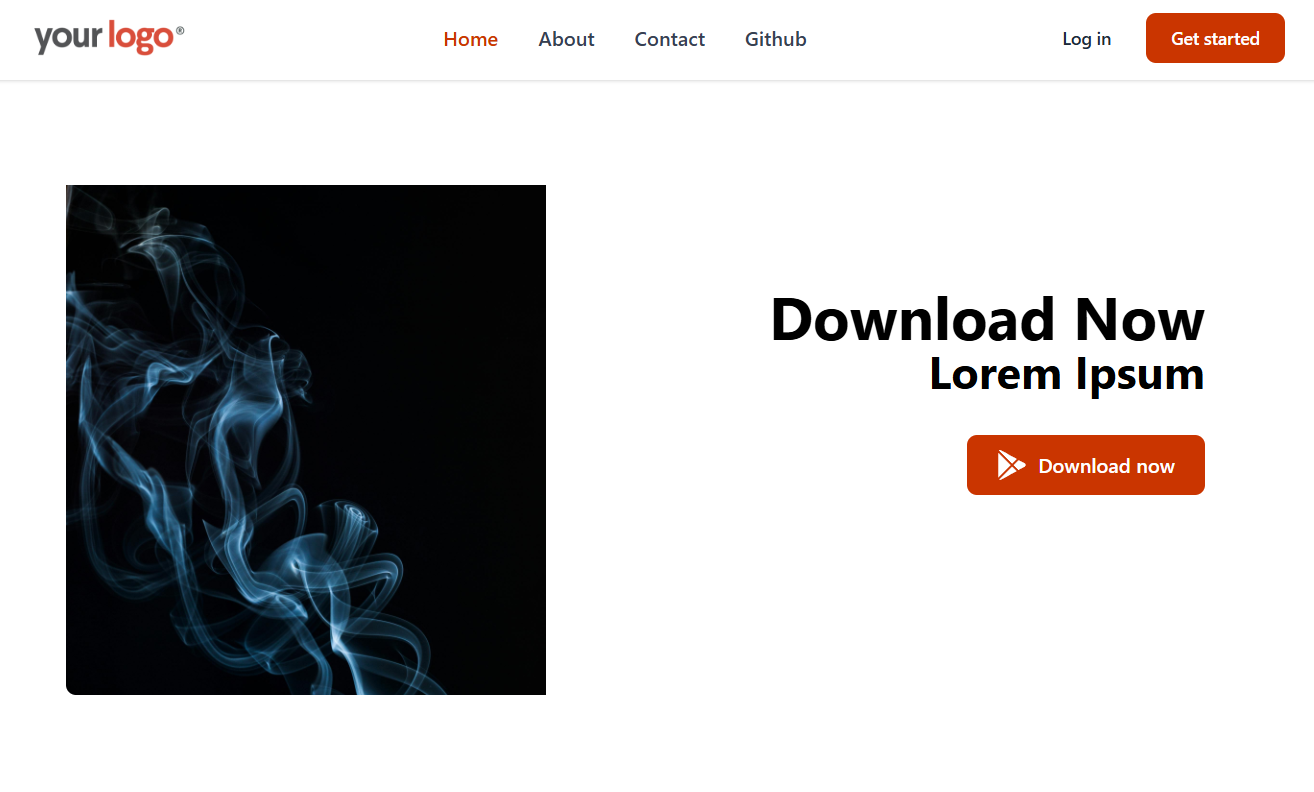 your logo®
Home About Contact Github
Log in
Get started
Download Now
Lorem Ipsum
Download now